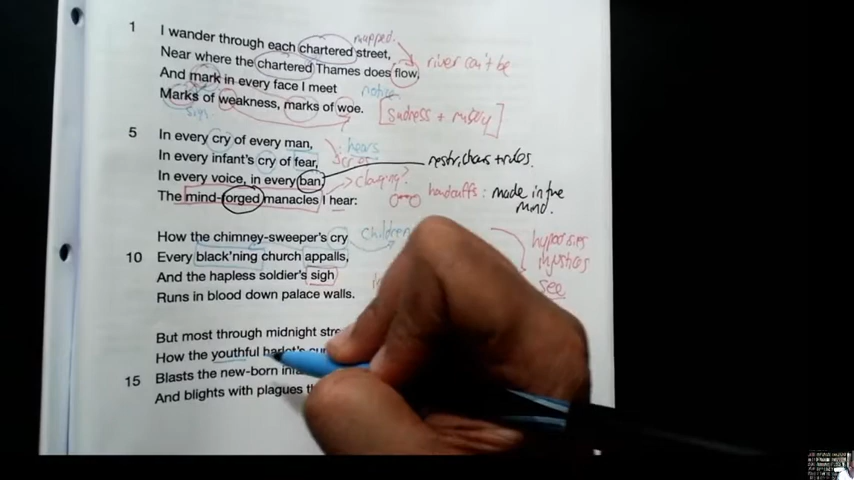 1 I wander through each chartered street,
mapped.
Near where the chartered Thames does flow,
river can't be
And mark in every face I meet
notice
Marks of weakness, marks of woe.
[sadness + misery]
sign
5 In every cry of every man,
hears
In every infant's cry of fear,
cries
restrictions + rules.
In every voice, in every ban,
clanging?
The mind-forged manacles I hear:
handcuffs : made in the
mind.
How the chimney-sweeper's cry
children
10 Every black'ning church appalls,
hypocrisies
injustices
And the hapless soldier's sigh
see
Runs in blood down palace walls.
But most through midnight
How the youthful harlot's
15 Blasts the new-born
And blights with plagues